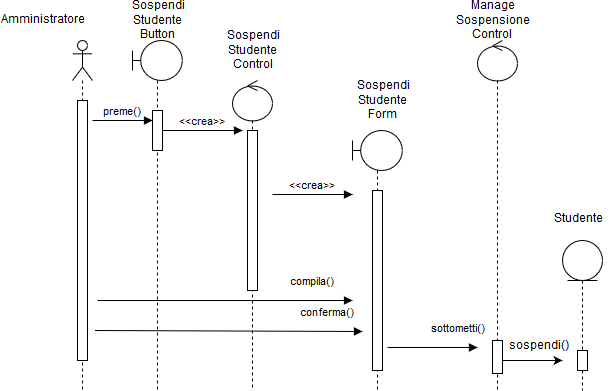 Amministratore
Sospendi
Studente
Button
Sospendi
Studente
Control
Manage
Sospensione
Control
Sospendi
Studente
Form
preme()
<<crea>>
<<crea>>
Studente
compila()
conferma()
sottometti()
sospendi()